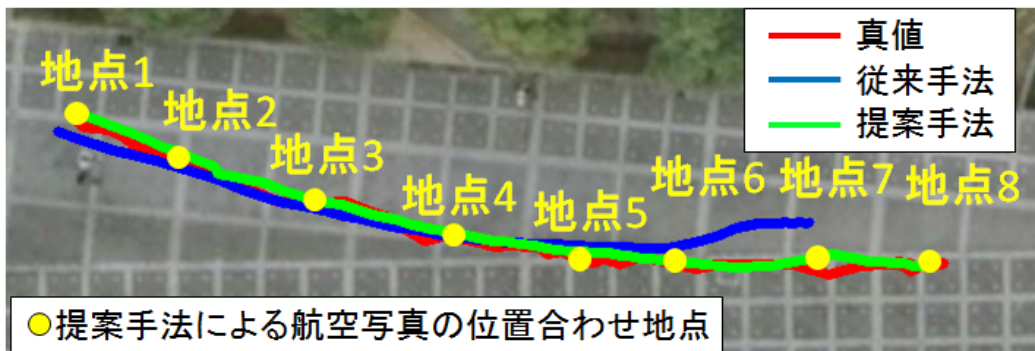 真値
従来手法
提案手法
地点1
地点2
地点3
地点4
地点5
地点6
地点7
地点8
提案手法による航空写真の位置合わせ地点